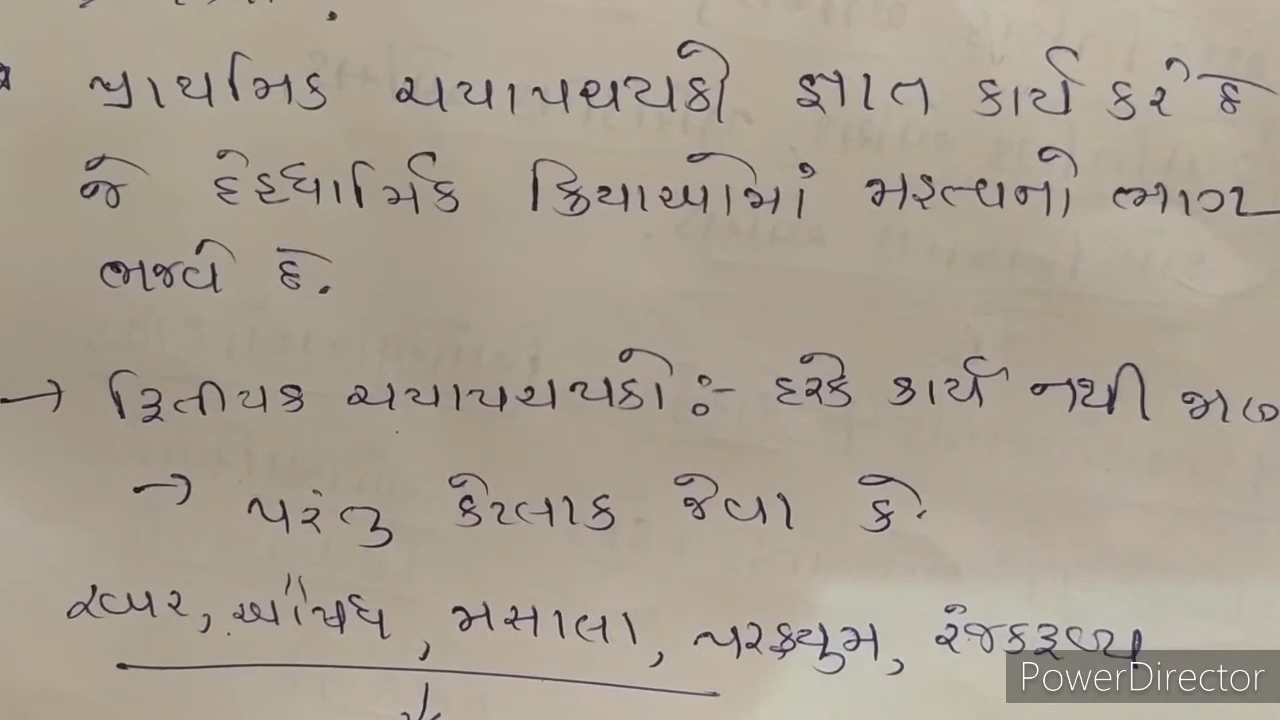 પ્રાથમિક ચયાપચયકો જ્ઞાત કાર્ય કરે છે
જે દેહધાર્મિક ક્રિયાઓમાં મહત્વનો ભાગ
ભજવે છે.
→ દ્વિતીયક ચયાપચયકો :- દરેક કાર્ય નથી જાણ
→ પરંતુ કેટલાક જેવા કે
રબર, ઔષધ, મસાલા, પરફ્યુમ, રંજકદ્રવ્ય
PowerDirector